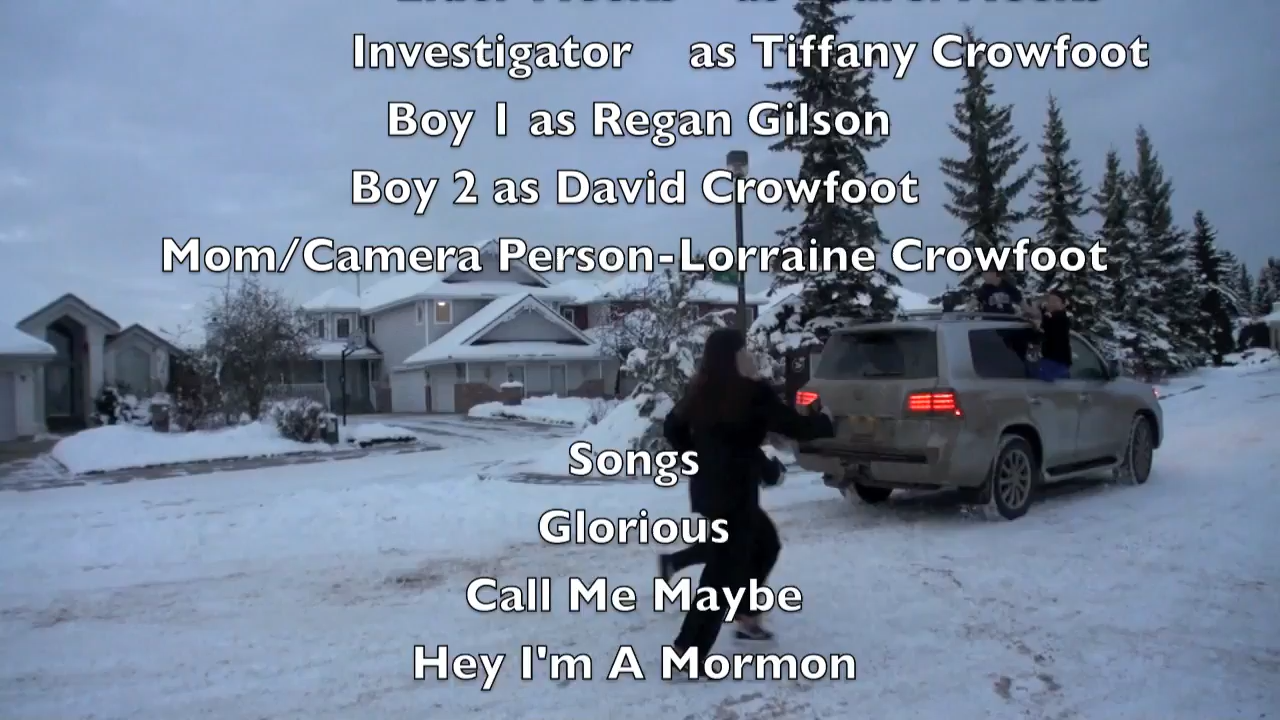 Investigator as Tiffany Crowfoot
Boy 1 as Regan Gilson
Boy 2 as David Crowfoot
Mom/Camera Person-Lorraine Crowfoot
Songs
Glorious
Call Me Maybe
Hey I'm A Mormon